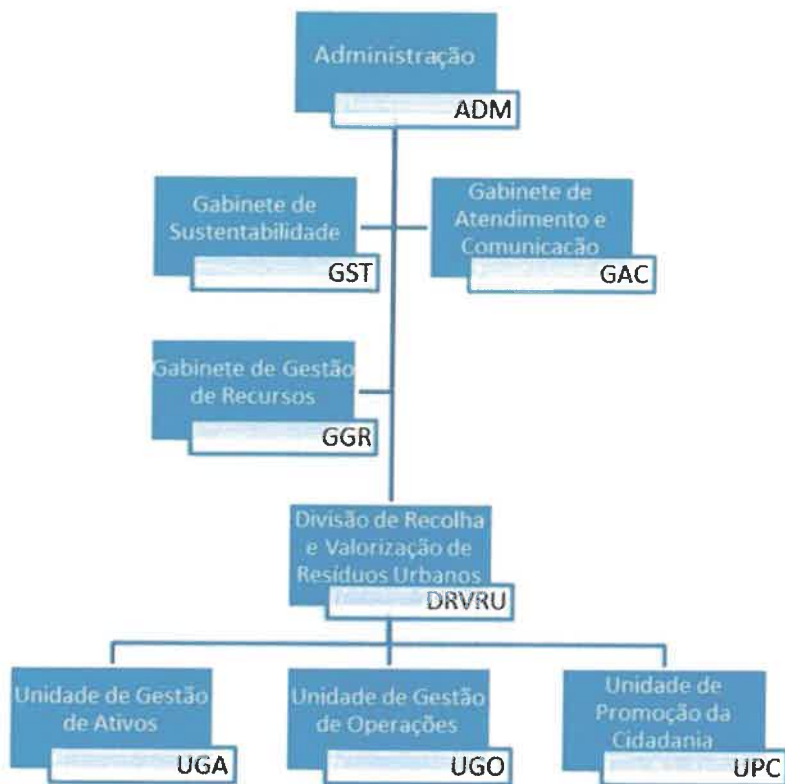 Administração
ADM
Gabinete de
Sustentabilidade
GST
Gabinete de
Atendimento e
Comunicação
GAC
Gabinete de Gestão
de Recursos
GGR
Divisão de Recolha
e Valorização de
Resíduos Urbanos
DRVRU
Unidade de Gestão
de Ativos
UGA
Unidade de Gestão
de Operações
UGO
Unidade de
Promoção da
Cidadania
UPC